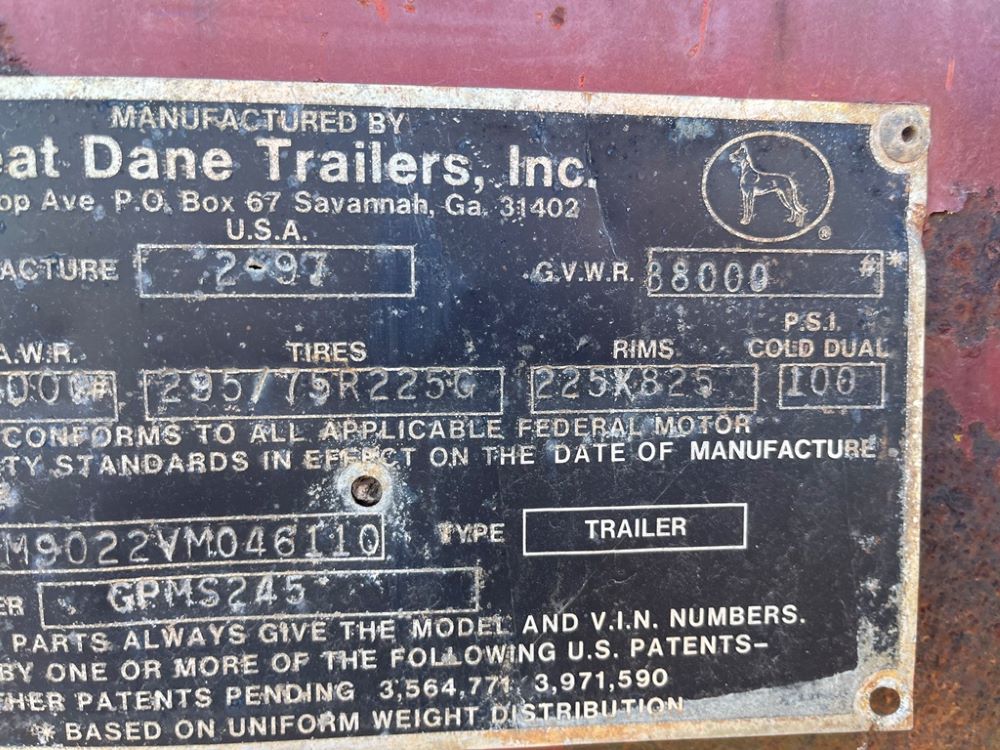 MANUFACTURED BY
eat Dane Trailers, Inc.
op Ave. P.O. Box 67 Savannah, Ga. 31402
U.S.A.
FACTURE 2-97 G.V.W.R. 88000 #*
P.S.I.
A.W.R. TIRES RIMS COLD DUAL
000# 295/75R225G 225X825 100
CONFORMS TO ALL APPLICABLE FEDERAL MOTOR
TY STANDARDS IN EFFECT ON THE DATE OF MANUFACTURE
M9022VM046110 TYPE TRAILER
ER GPMS245
PARTS ALWAYS GIVE THE MODEL AND V.I.N. NUMBERS.
BY ONE OR MORE OF THE FOLLOWING U.S. PATENTS-
HER PATENTS PENDING 3,564,771 3,971,590
* BASED ON UNIFORM WEIGHT DISTRIBUTION